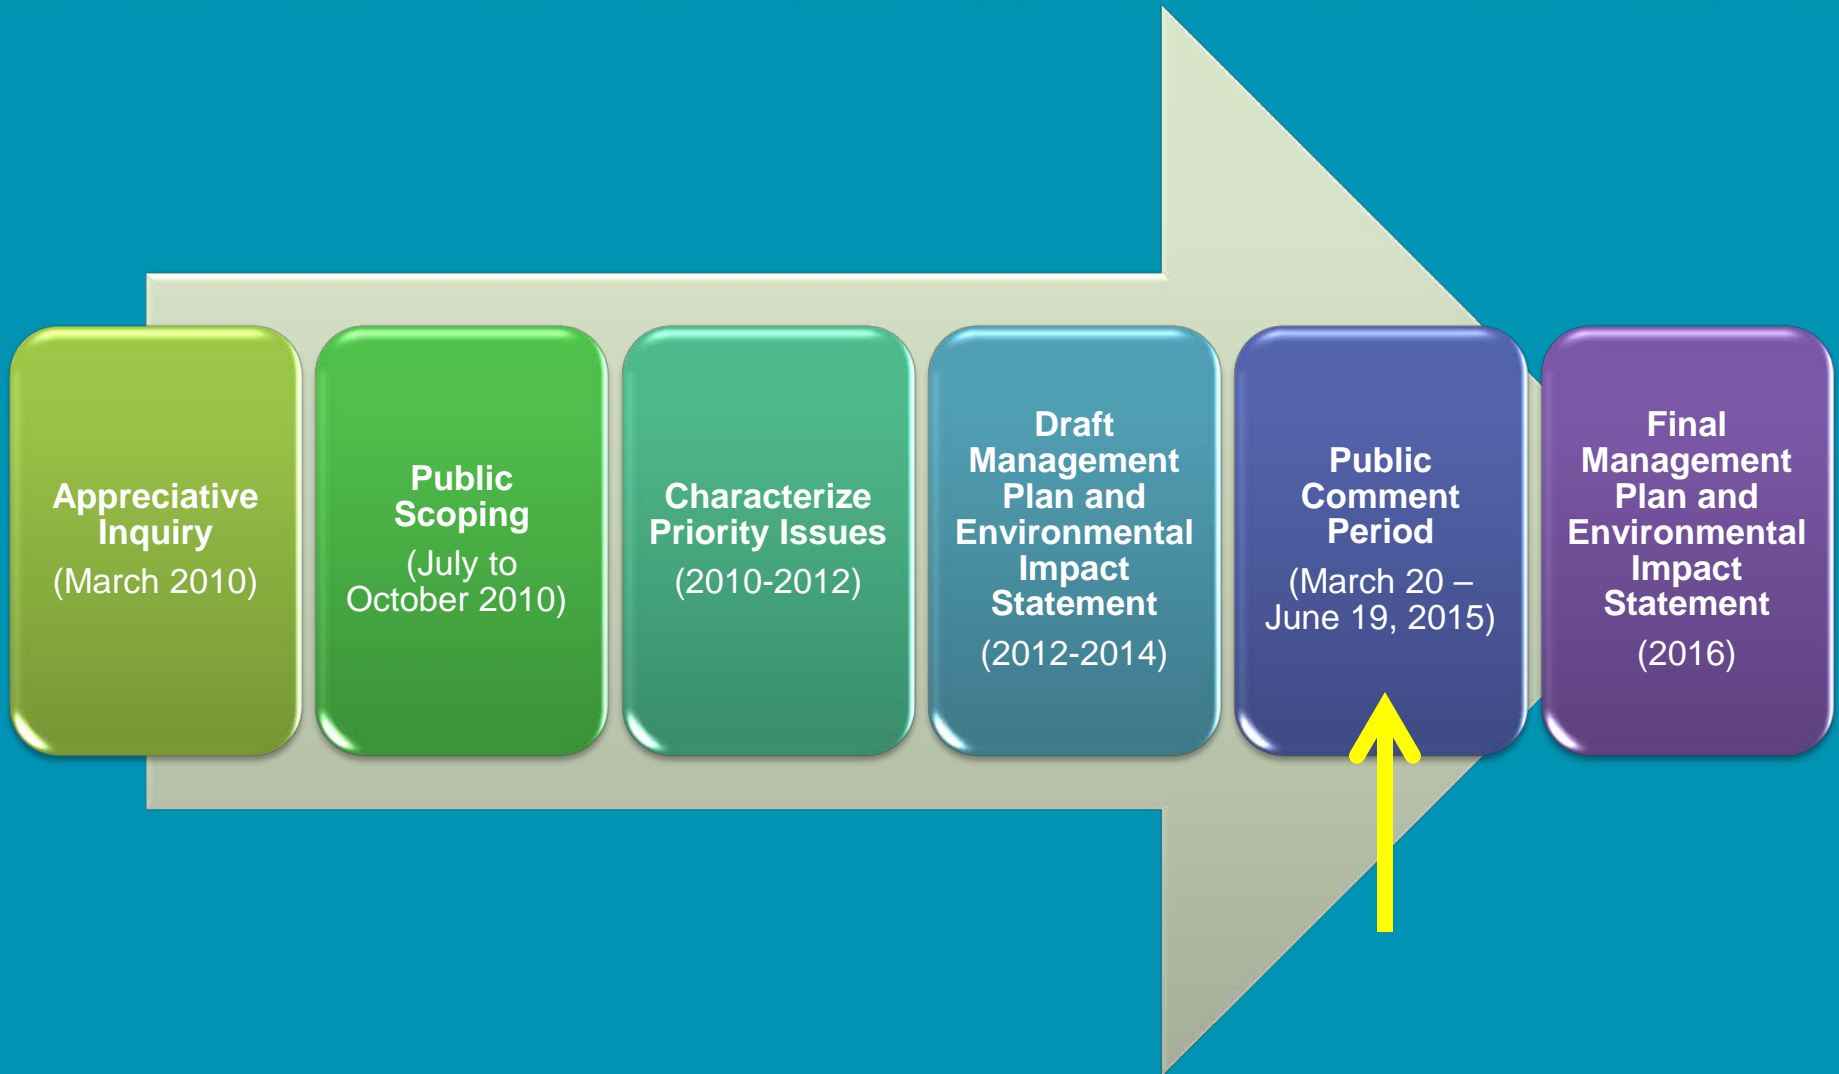 Appreciative
Inquiry
(March 2010)
Public
Scoping
(July to
October 2010)
Characterize
Priority Issues
(2010-2012)
Draft
Management
Plan and
Environmental
Impact
Statement
(2012-2014)
Public
Comment
Period
(March 20 –
June 19, 2015)
Final
Management
Plan and
Environmental
Impact
Statement
(2016)